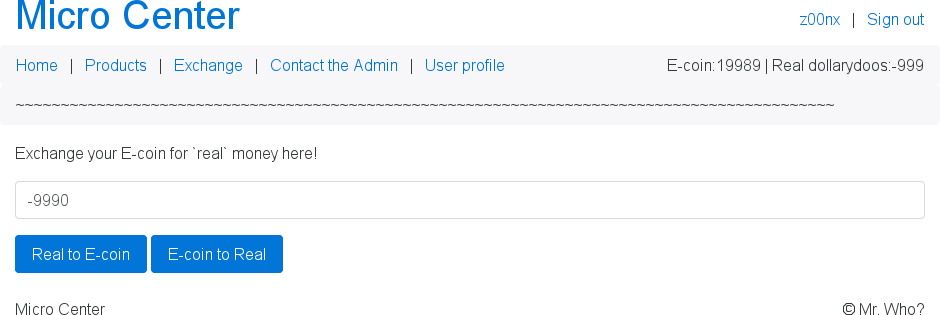 Micro Center
z00nx | Sign out
Home | Products | Exchange | Contact the Admin | User profile
E-coin:19989 | Real dollarydoos:-999
~~~~~~~~~~~~~~~~~~~~~~~~~~~~~~~~~~~~~~~~~~~~~~~~~~~~~~~~~~~~~~~~~~~~~~~~~~~~~~~~~~~~~~~~~~~
Exchange your E-coin for `real` money here!
-9990
Real to E-coin E-coin to Real
Micro Center
© Mr. Who?